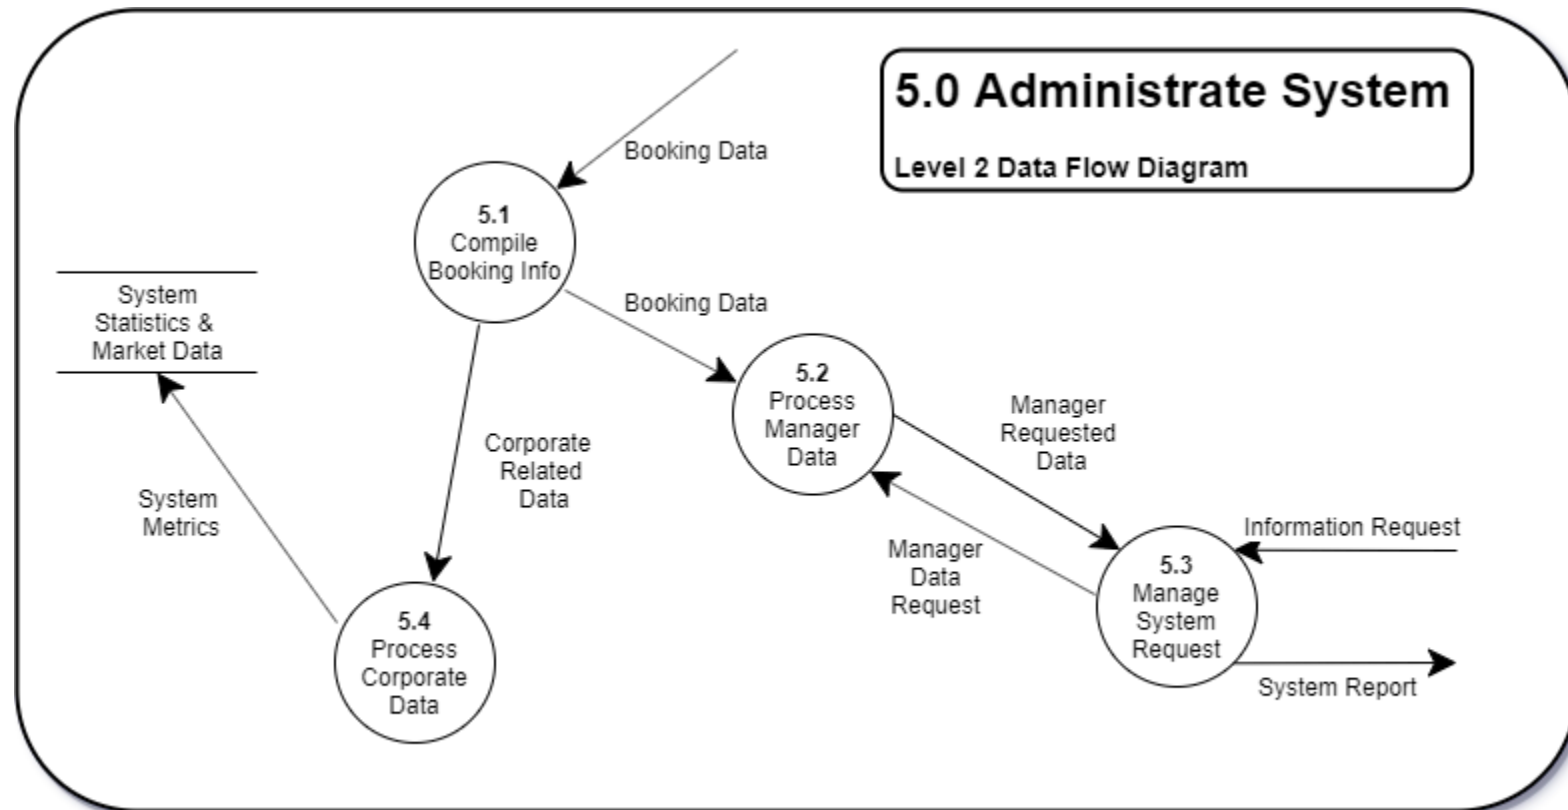 5.0 Administrate System
Level 2 Data Flow Diagram
Booking Data
5.1
Compile
Booking Info
System
Statistics &
Market Data
Booking Data
5.2
Process
Manager
Data
Manager
Requested
Data
Corporate
Related
Data
System
Metrics
Information Request
Manager
Data
Request
5.3
Manage
System
Request
5.4
Process
Corporate
Data
System Report